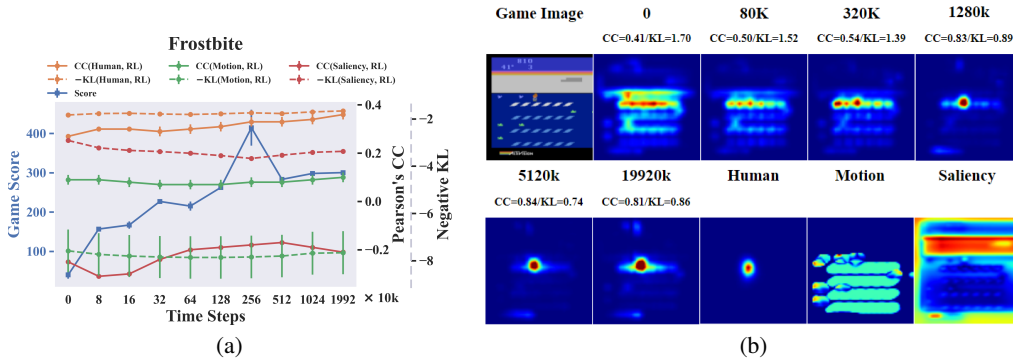 Frostbite
CC(Human, RL) CC(Motion, RL) CC(Saliency, RL)
−KL(Human, RL) −KL(Motion, RL) −KL(Saliency, RL)
Score
Game Score
400
300
200
100
0.4
0.2
0.0
−0.2
Pearson's CC
−2
−4
−6
−8
Negative KL
0 8 16 32 64 128 256 512 1024 1992 × 10k
Time Steps
(a)
Game Image 0 80K 320K 1280k
CC=0.41/KL=1.70 CC=0.50/KL=1.52 CC=0.54/KL=1.39 CC=0.83/KL=0.89
5120k 19920k Human Motion Saliency
CC=0.84/KL=0.74 CC=0.81/KL=0.86
(b)